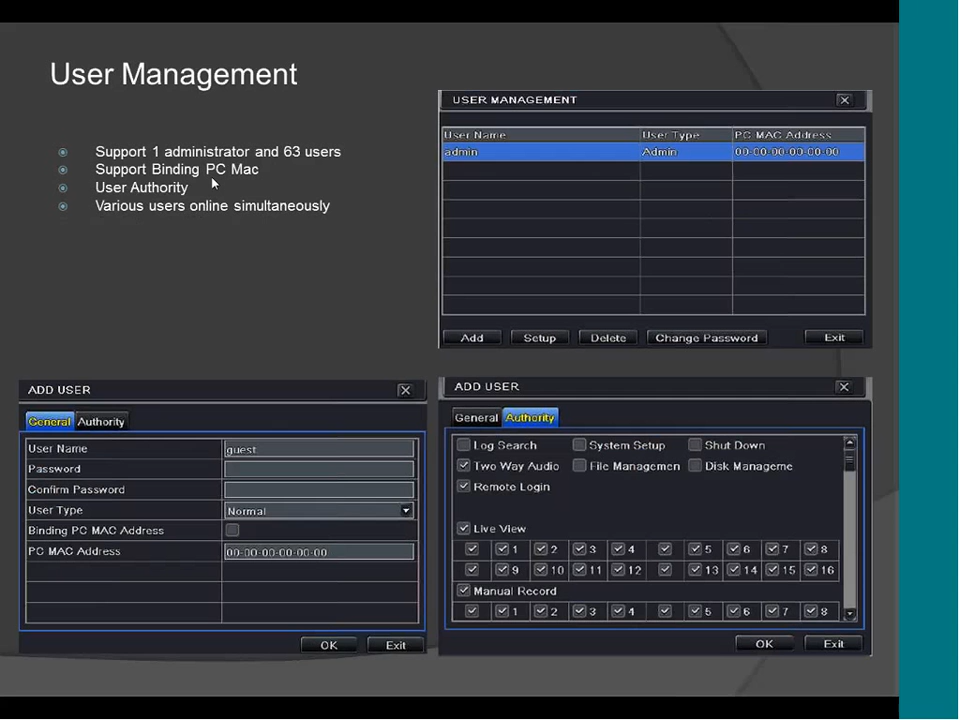 User Management
Support 1 administrator and 63 users
Support Binding PC Mac
User Authority
Various users online simultaneously
USER MANAGEMENT
User Name User Type PC MAC Address
admin Admin 00-00-00-00-00-00
Add Setup Delete Change Password Exit
ADD USER
General Authority
User Name guest
Password
Confirm Password
User Type Normal
Binding PC MAC Address
PC MAC Address 00-00-00-00-00-00
OK Exit
ADD USER
General Authority
Log Search System Setup Shut Down
Two Way Audio File Managemen Disk Manageme
Remote Login
Live View
1 2 3 4 5 6 7 8
9 10 11 12 13 14 15 16
Manual Record
1 2 3 4 5 6 7 8
OK Exit